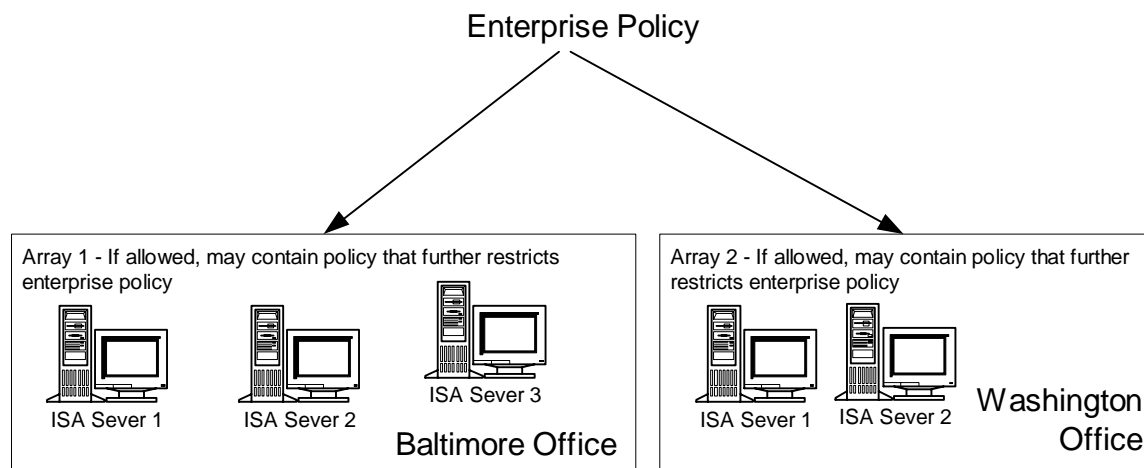 Enterprise Policy
Array 1 - If allowed, may contain policy that further restricts
enterprise policy
ISA Sever 1
ISA Sever 2
ISA Sever 3
Baltimore Office
Array 2 - If allowed, may contain policy that further
restricts enterprise policy
ISA Sever 1
ISA Sever 2
Washington
Office